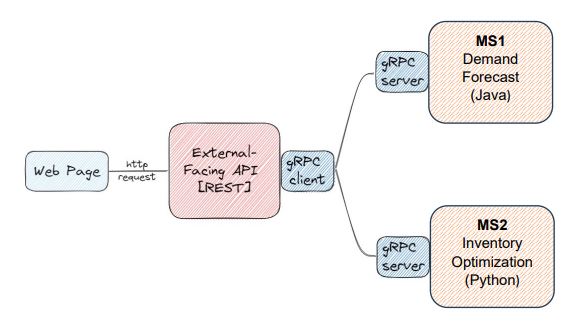 Web Page
http
request
External-
Facing API
[REST]
gRPC
client
gRPC
server
MS1
Demand
Forecast
(Java)
gRPC
server
MS2
Inventory
Optimization
(Python)